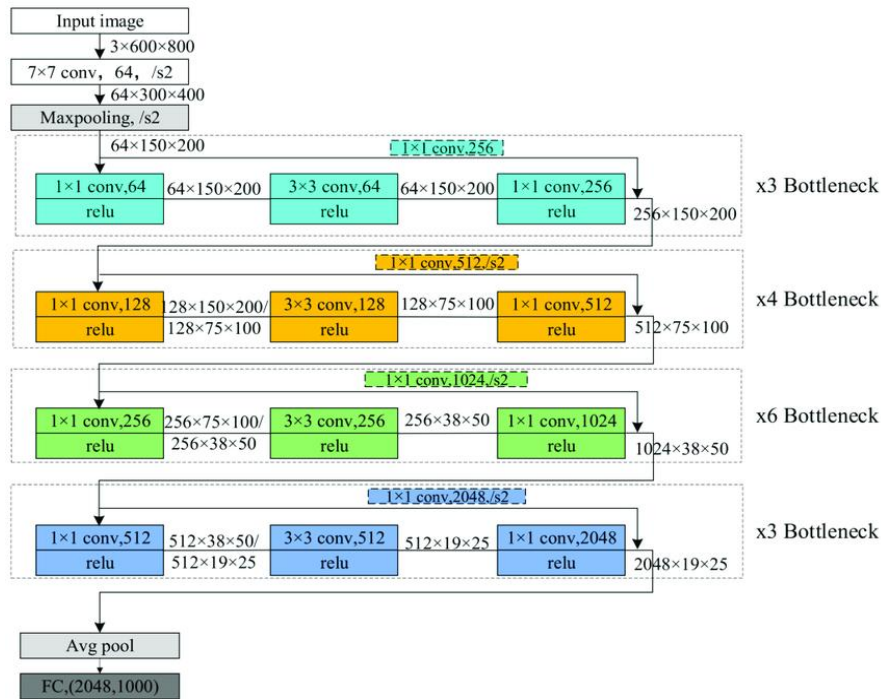 Input image
3×600×800
7×7 conv, 64, /s2
64×300×400
Maxpooling, /s2
64×150×200
1×1 conv,256
1×1 conv,64
relu
64×150×200
3×3 conv,64
relu
64×150×200
1×1 conv,256
relu
256×150×200
x3 Bottleneck
1×1 conv,512,/s2
1×1 conv,128
relu
128×150×200/
128×75×100
3×3 conv,128
relu
128×75×100
1×1 conv,512
relu
512×75×100
x4 Bottleneck
1×1 conv,1024,/s2
1×1 conv,256
relu
256×75×100/
256×38×50
3×3 conv,256
relu
256×38×50
1×1 conv,1024
relu
1024×38×50
x6 Bottleneck
1×1 conv,2048,/s2
1×1 conv,512
relu
512×38×50/
512×19×25
3×3 conv,512
relu
512×19×25
1×1 conv,2048
relu
2048×19×25
x3 Bottleneck
Avg pool
FC,(2048,1000)